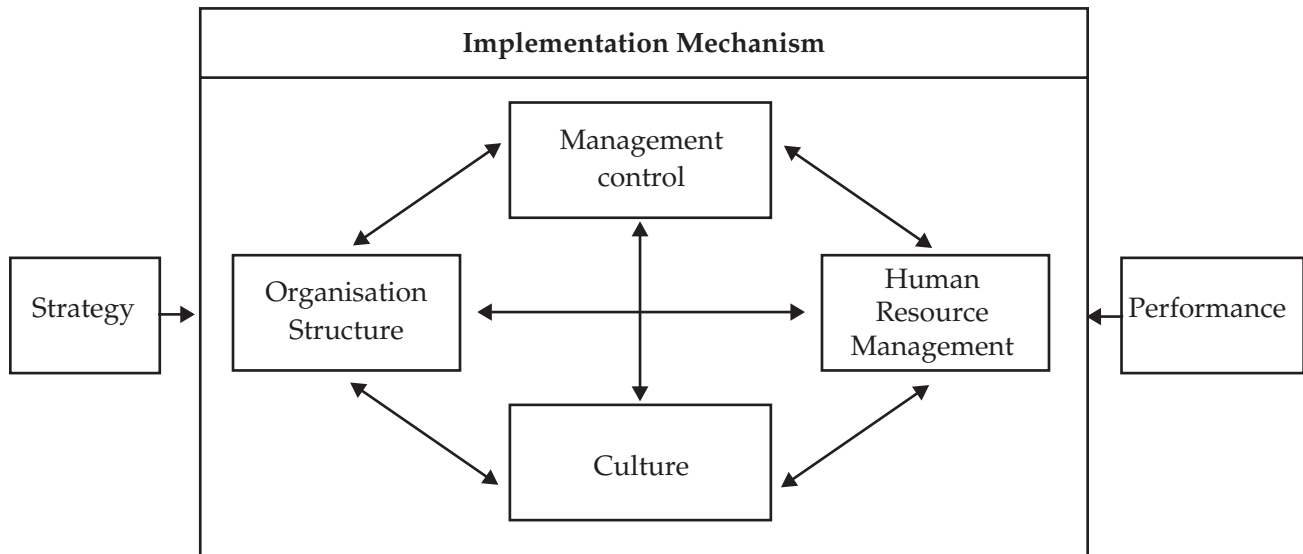 Implementation Mechanism
Management
control
Strategy
Organisation
Structure
Human
Resource
Management
Performance
Culture